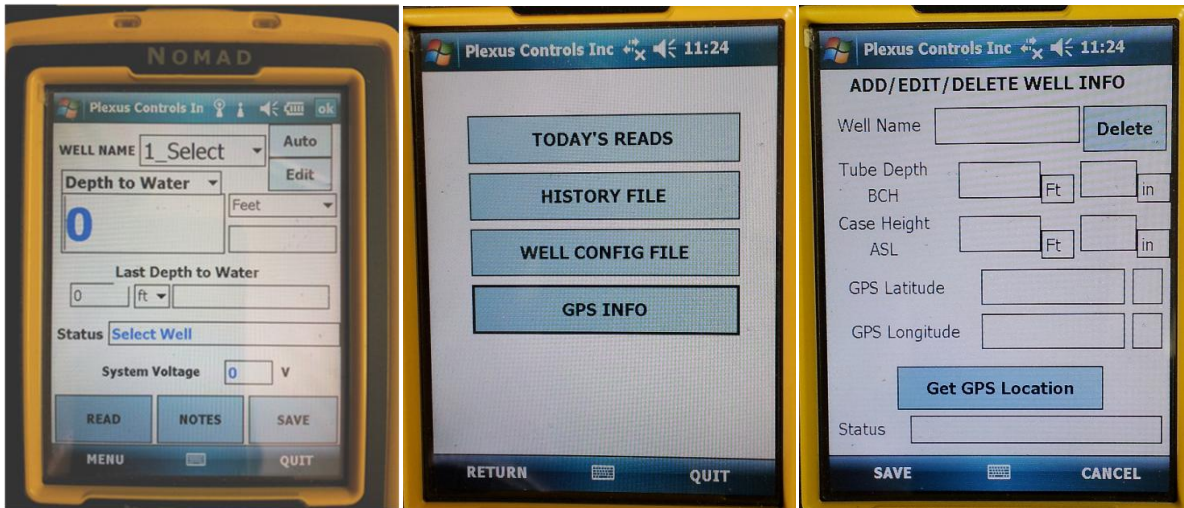 NOMAD
Plexus Controls In ok
WELL NAME 1_Select Auto
Edit
Depth to Water
0 Feet
Last Depth to Water
0 ft
Status Select Well
System Voltage 0 V
READ NOTES SAVE
MENU QUIT
Plexus Controls Inc 11:24
TODAY'S READS
HISTORY FILE
WELL CONFIG FILE
GPS INFO
RETURN QUIT
Plexus Controls Inc 11:24
ADD/EDIT/DELETE WELL INFO
Well Name Delete
Tube Depth
BCH Ft in
Case Height
ASL Ft in
GPS Latitude
GPS Longitude
Get GPS Location
Status
SAVE CANCEL